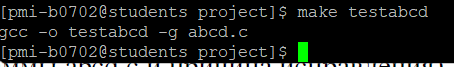 [pmi-b0702@students project]$ make testabcd
gcc -o testabcd -g abcd.c
[pmi-b0702@students project]$